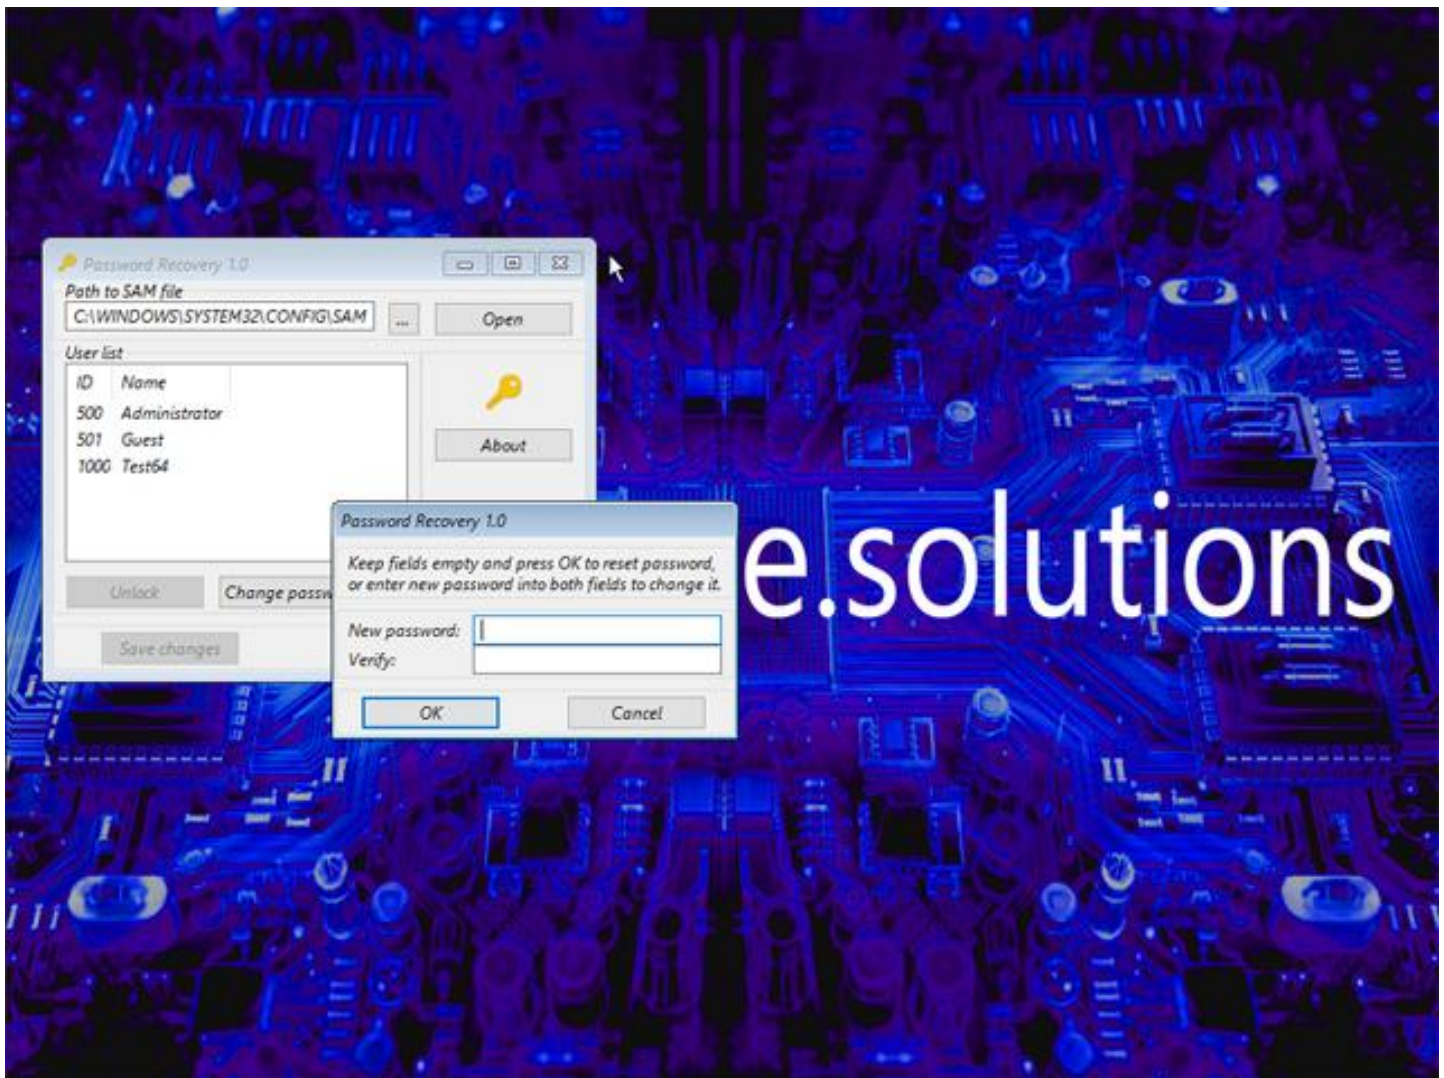 Password Recovery 1.0
Path to SAM file
C:\WINDOWS\SYSTEM32\CONFIG\SAM
...
Open
User list
ID Name
500 Administrator
501 Guest
1000 Test64
About
Unlock
Change passw
Save changes
Password Recovery 1.0
Keep fields empty and press OK to reset password,
or enter new password into both fields to change it.
New password:
Verify:
OK
Cancel
e.solutions